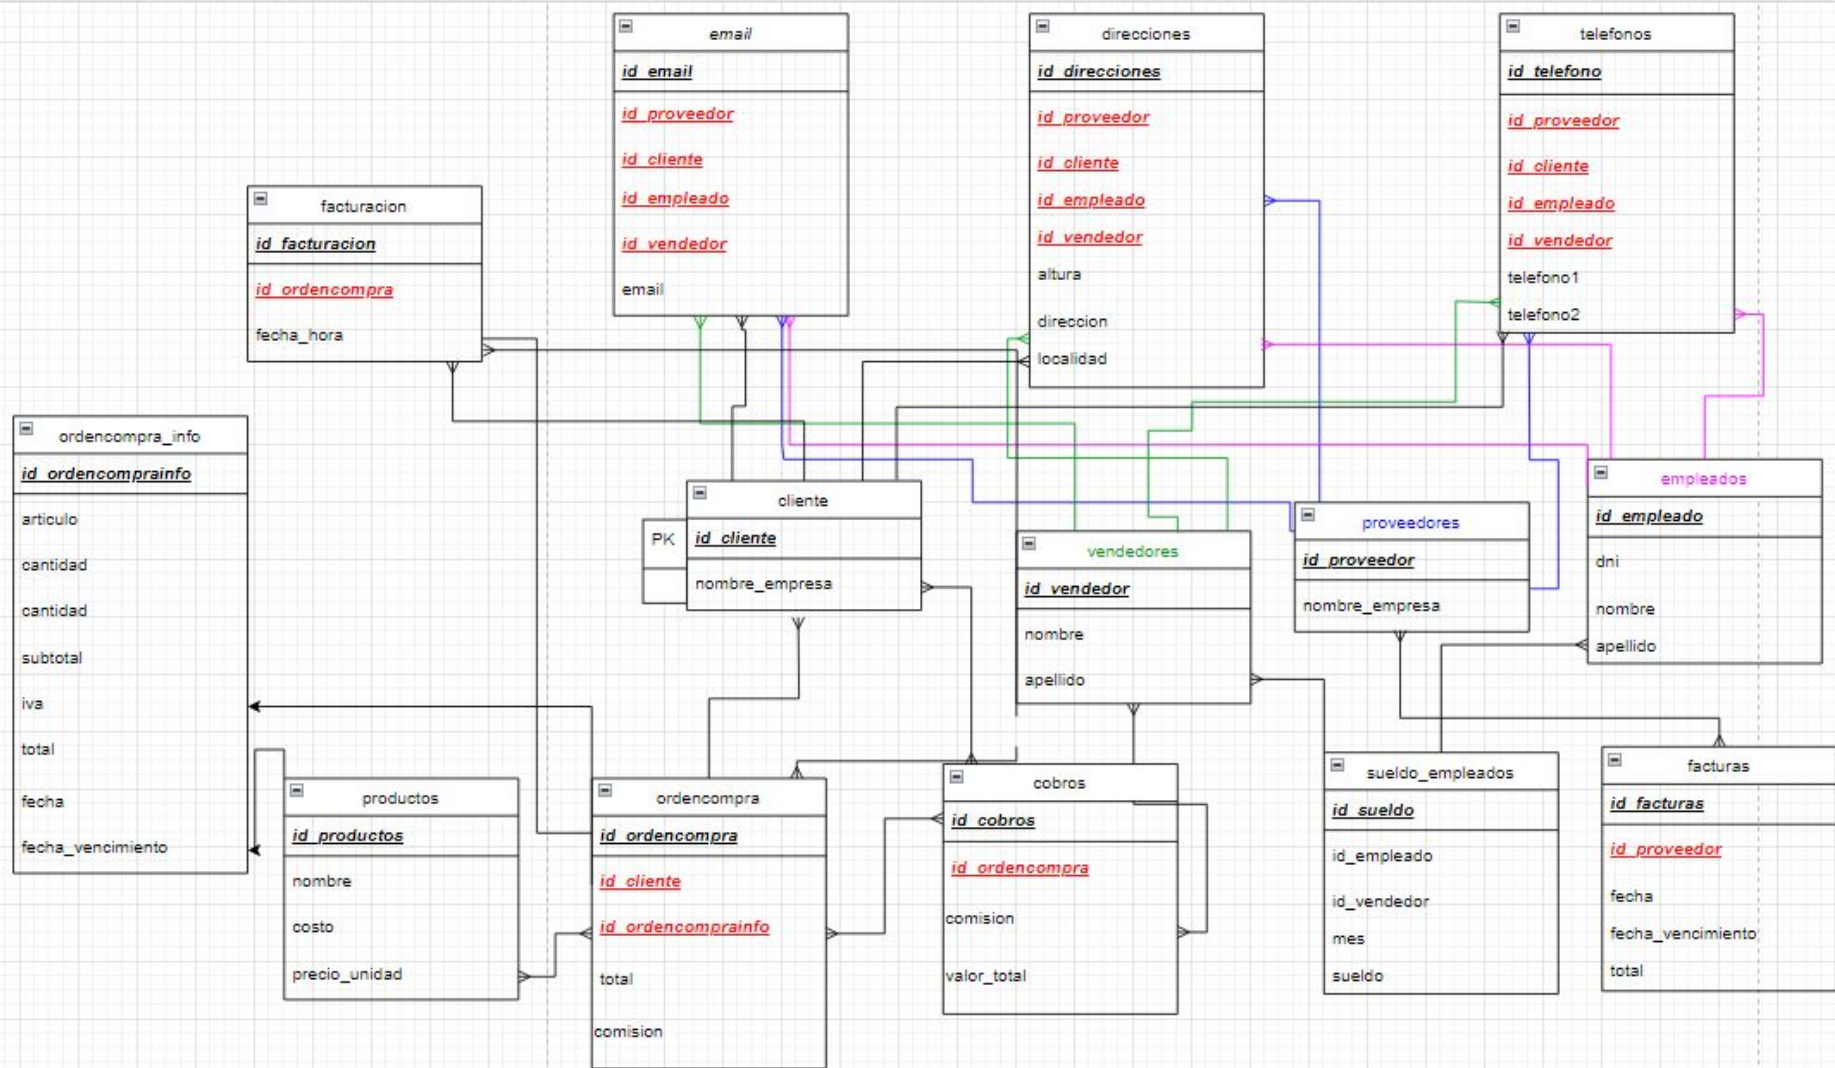 email
id_email
id_proveedor
id_cliente
id_empleado
id_vendedor
email
direcciones
id_direcciones
id_proveedor
id_cliente
id_empleado
id_vendedor
altura
direccion
localidad
telefonos
id_telefono
id_proveedor
id_cliente
id_empleado
id_vendedor
telefono1
telefono2
facturacion
id_facturacion
id_ordencompra
fecha_hora
ordencompra_info
id_ordencomprainfo
articulo
cantidad
cantidad
subtotal
iva
total
fecha
fecha_vencimiento
cliente
PK
id_cliente
nombre_empresa
vendedores
id_vendedor
nombre
apellido
proveedores
id_proveedor
nombre_empresa
empleados
id_empleado
dni
nombre
apellido
productos
id_productos
nombre
costo
precio_unidad
ordencompra
id_ordencompra
id_cliente
id_ordencomprainfo
total
comision
cobros
id_cobros
id_ordencompra
comision
valor_total
sueldo_empleados
id_sueldo
id_empleado
id_vendedor
mes
sueldo
facturas
id_facturas
id_proveedor
fecha
fecha_vencimiento
total